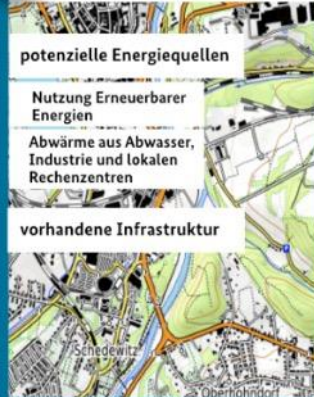 potenzielle Energiequellen
Nutzung Erneuerbarer
Energien
Abwärme aus Abwasser,
Industrie und lokalen
Rechenzentren
vorhandene Infrastruktur
Schedewitz
Oberhohndorf